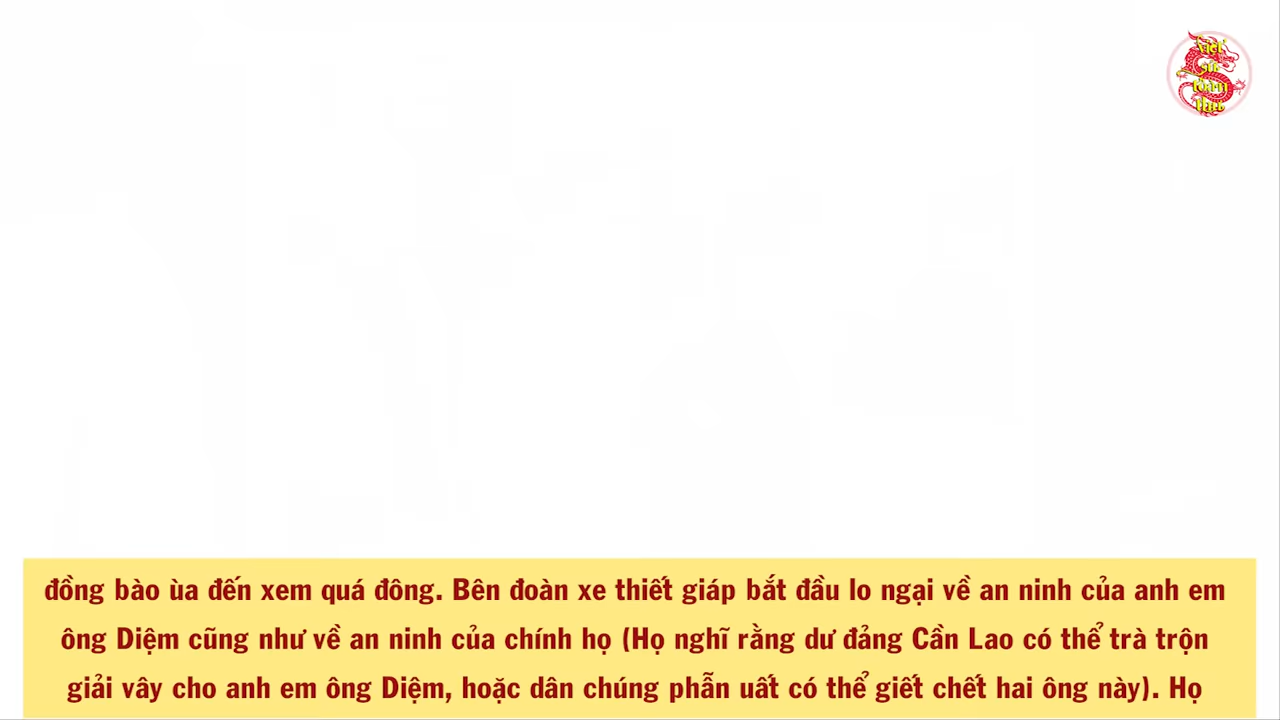 VIỆT
SỬ
đồng bào ùa đến xem quá đông. Bên đoàn xe thiết giáp bắt đầu lo ngại về an ninh của anh em
ông Diệm cũng như về an ninh của chính họ (Họ nghĩ rằng dư đảng Cần Lao có thể trà trộn
giải vây cho anh em ông Diệm, hoặc dân chúng phẫn uất có thể giết chết hai ông này). Họ